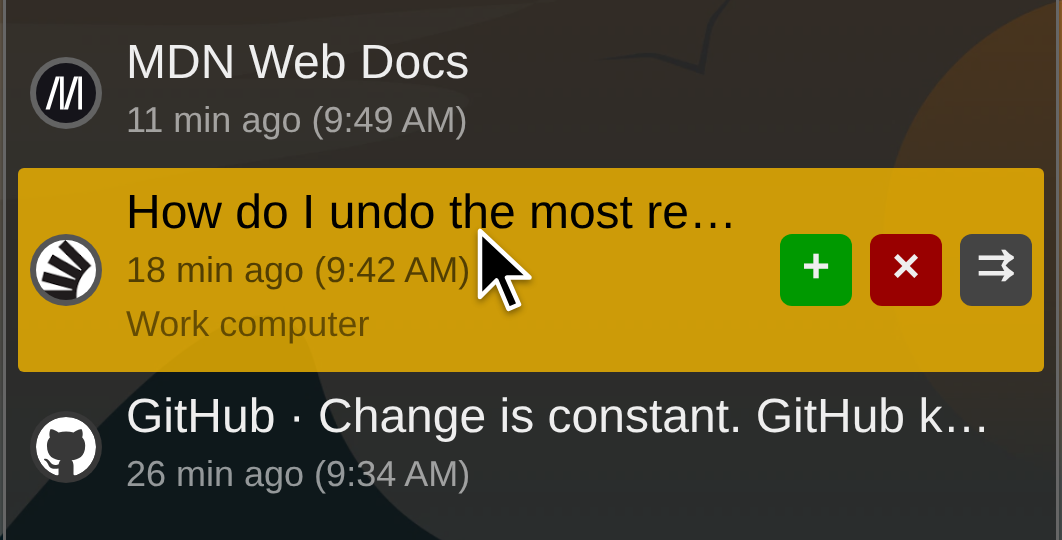 MDN Web Docs
11 min ago (9:49 AM)
How do I undo the most re…
18 min ago (9:42 AM)
Work computer
GitHub · Change is constant. GitHub k…
26 min ago (9:34 AM)